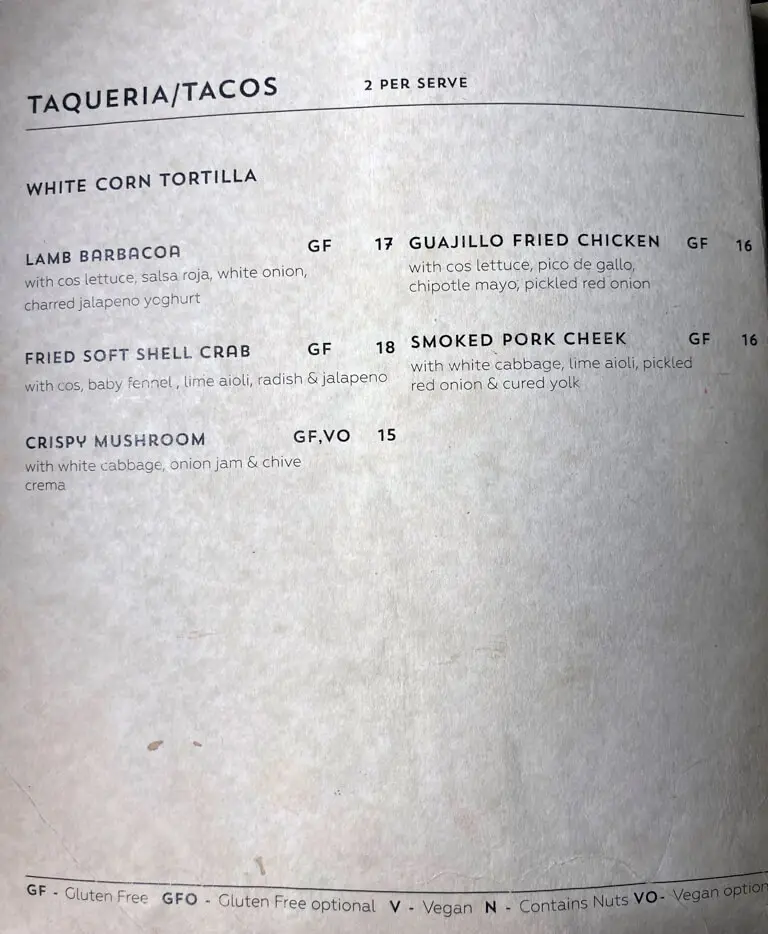 TAQUERIA/TACOS 2 PER SERVE
WHITE CORN TORTILLA
LAMB BARBACOA GF 17
with cos lettuce, salsa roja, white onion,
charred jalapeno yoghurt
FRIED SOFT SHELL CRAB GF 18
with cos, baby fennel , lime aioli, radish & jalapeno
CRISPY MUSHROOM GF,VO 15
with white cabbage, onion jam & chive
crema
GUAJILLO FRIED CHICKEN GF 16
with cos lettuce, pico de gallo,
chipotle mayo, pickled red onion
SMOKED PORK CHEEK GF 16
with white cabbage, lime aioli, pickled
red onion & cured yolk
GF - Gluten Free GFO - Gluten Free optional V - Vegan N - Contains Nuts VO- Vegan option